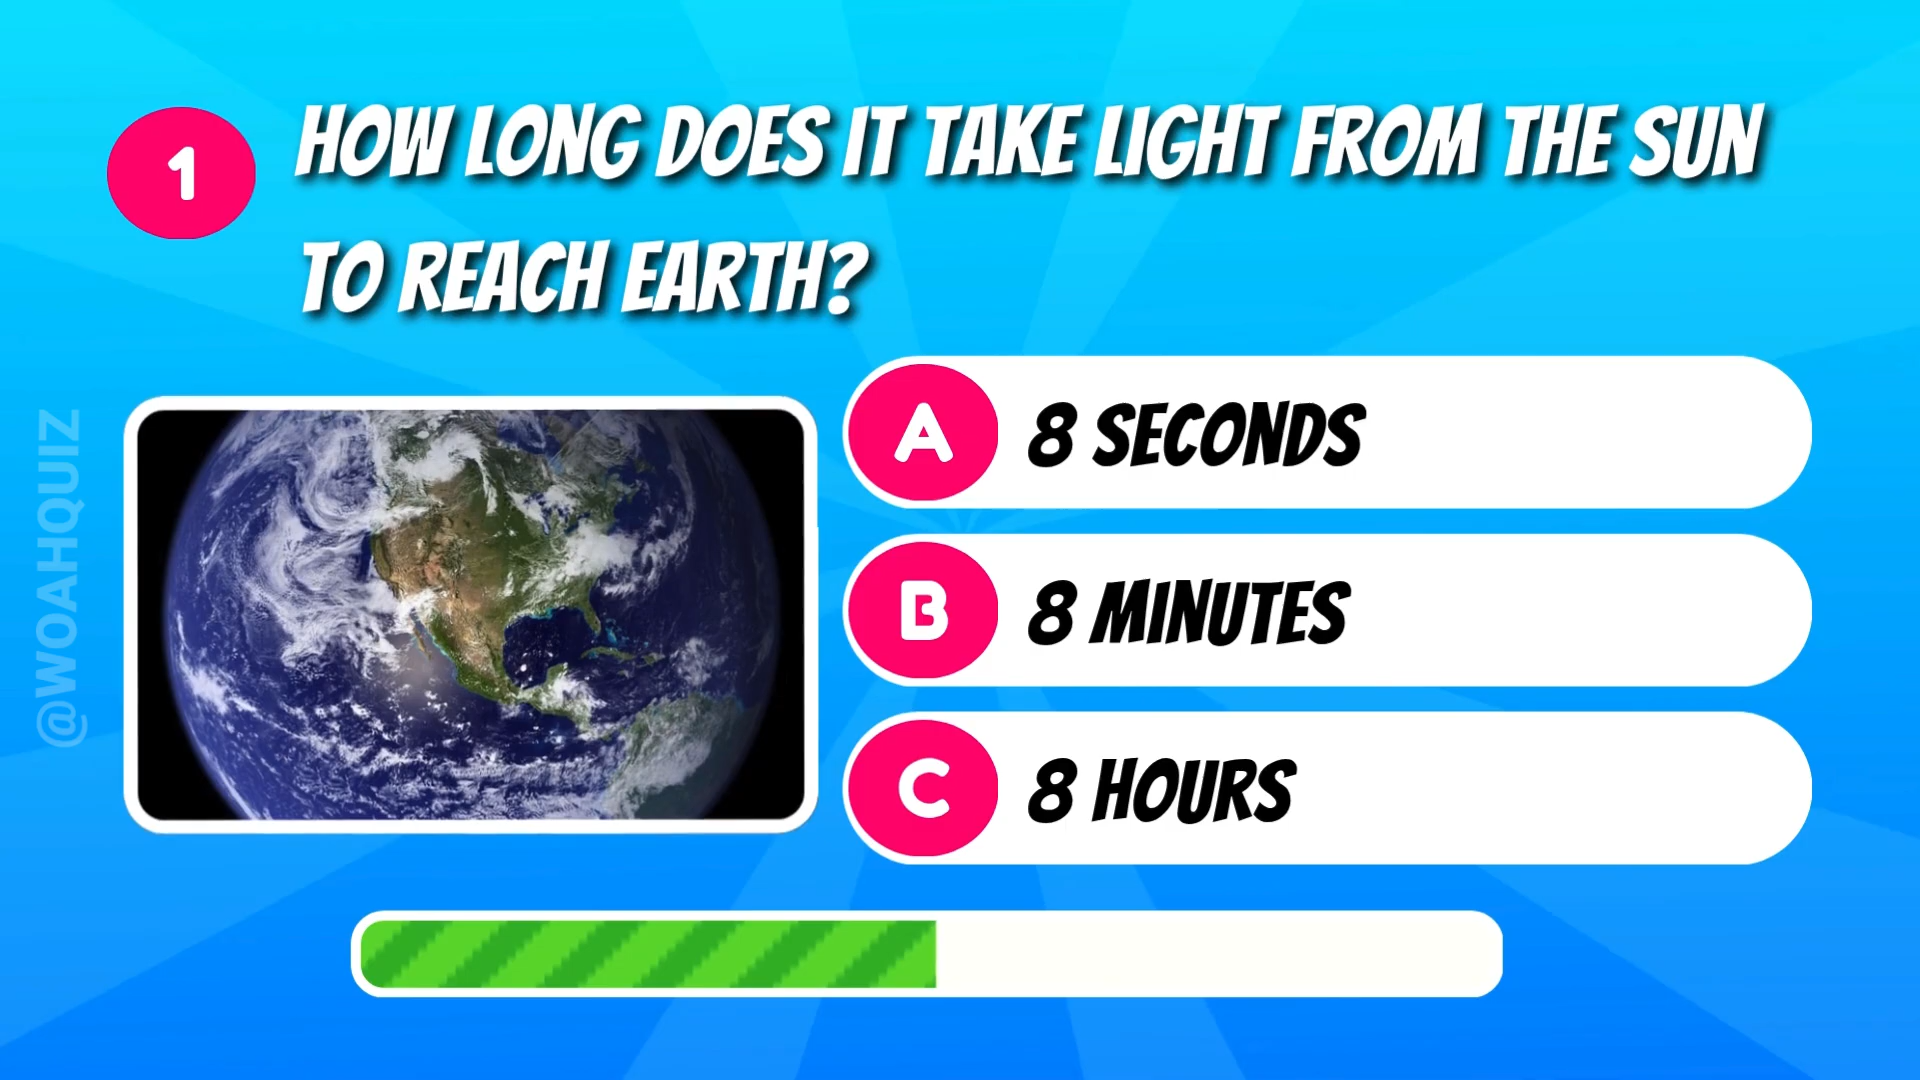 1
HOW LONG DOES IT TAKE LIGHT FROM THE SUN
TO REACH EARTH?
@WOAHQUIZ
A 8 SECONDS
B 8 MINUTES
C 8 HOURS